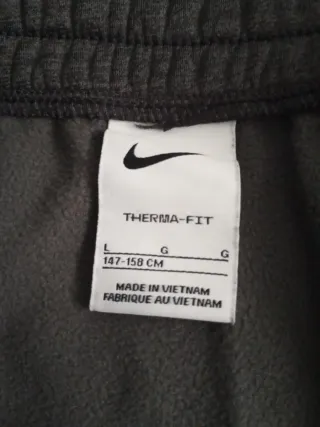 THERMA-FIT
L G G
147-158 CM
MADE IN VIETNAM
FABRIQUE AU VIETNAM